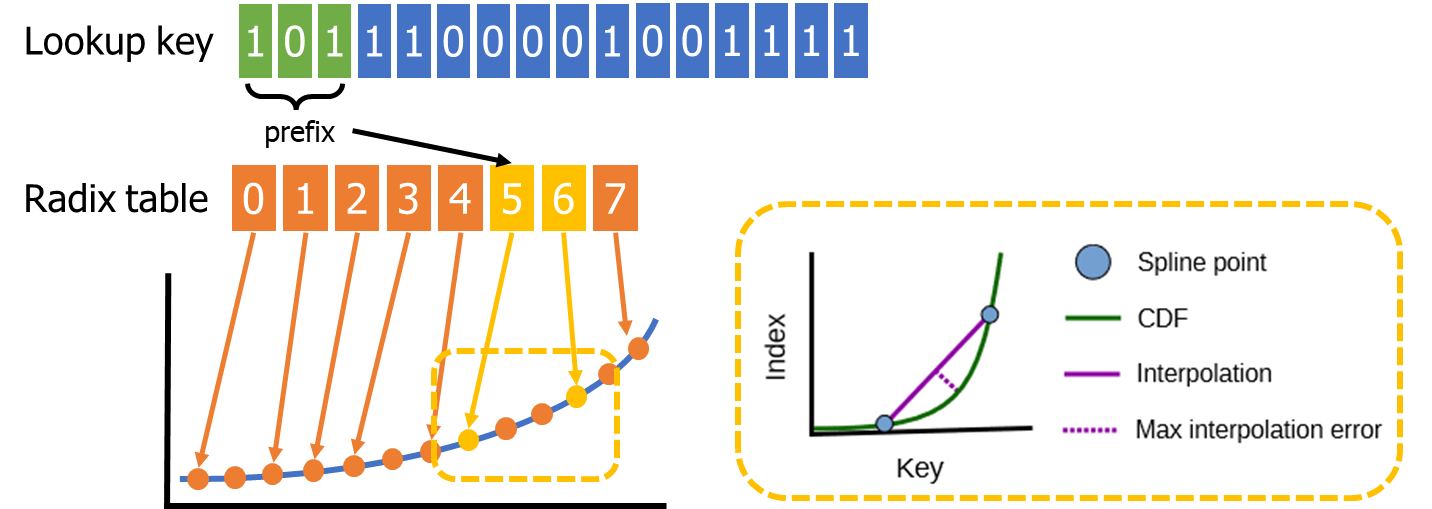 Lookup key 1 0 1 1 1 0 0 0 0 1 0 0 1 1 1 1
prefix
Radix table 0 1 2 3 4 5 6 7
Index
Key
Spline point
CDF
Interpolation
Max interpolation error